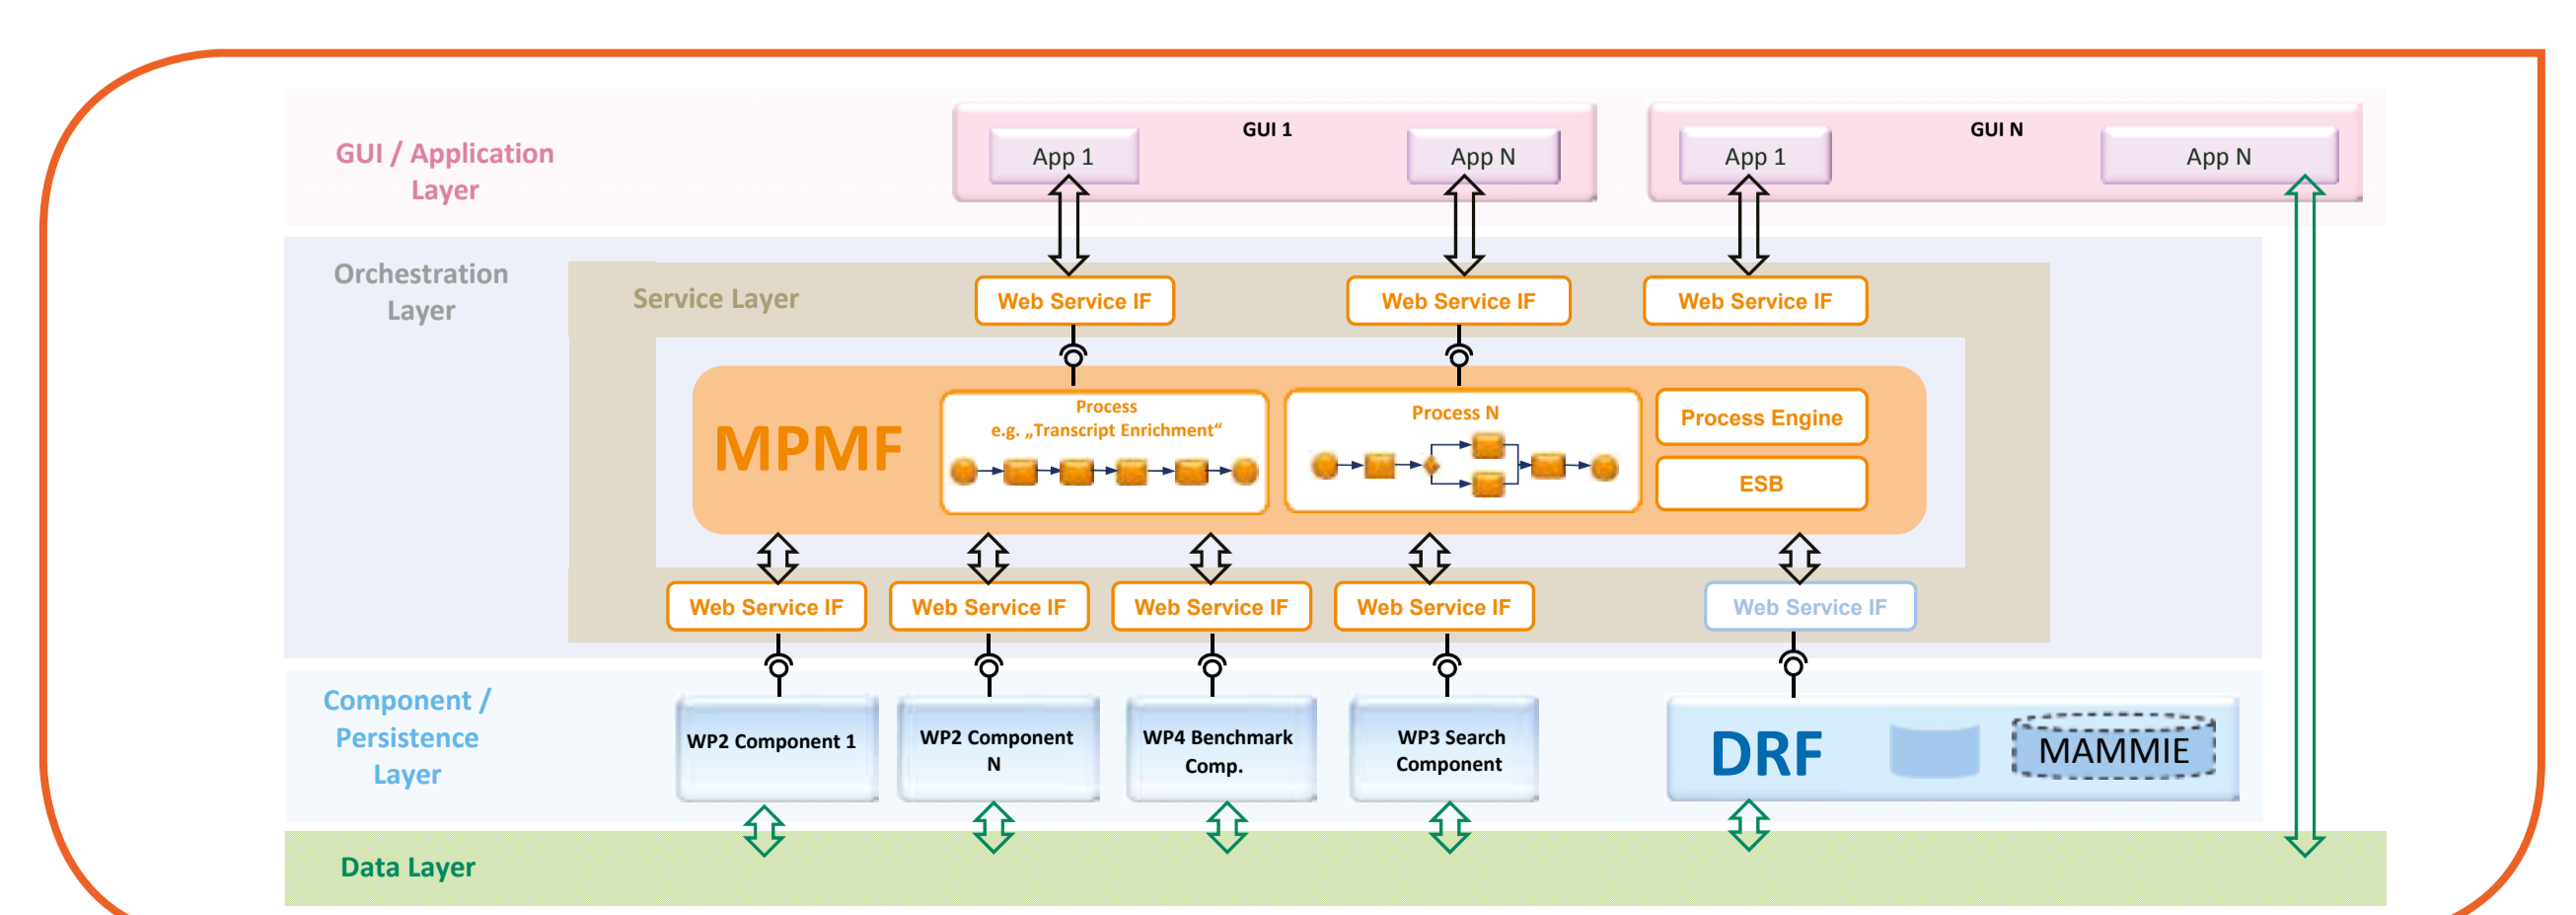 GUI / Application
Layer
GUI 1
App 1
App N
GUI N
App 1
App N
Orchestration
Layer
Service Layer
Web Service IF
Web Service IF
Web Service IF
MPMF
Process
e.g. „Transcript Enrichment“
Process N
Process Engine
ESB
Web Service IF
Web Service IF
Web Service IF
Web Service IF
Web Service IF
Component /
Persistence
Layer
WP2 Component 1
WP2 Component
N
WP4 Benchmark
Comp.
WP3 Search
Component
DRF
MAMMIE
Data Layer